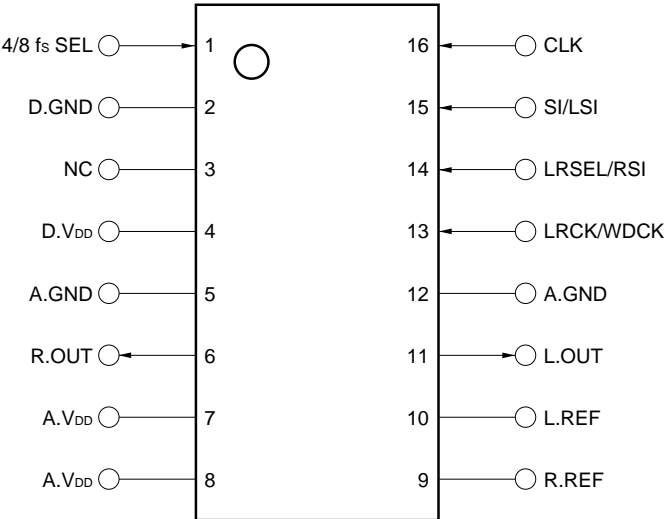 4/8 fs SEL 1 16 CLK
D.GND 2 15 SI/LSI
NC 3 14 LRSEL/RSI
D.VDD 4 13 LRCK/WDCK
A.GND 5 12 A.GND
R.OUT 6 11 L.OUT
A.VDD 7 10 L.REF
A.VDD 8 9 R.REF